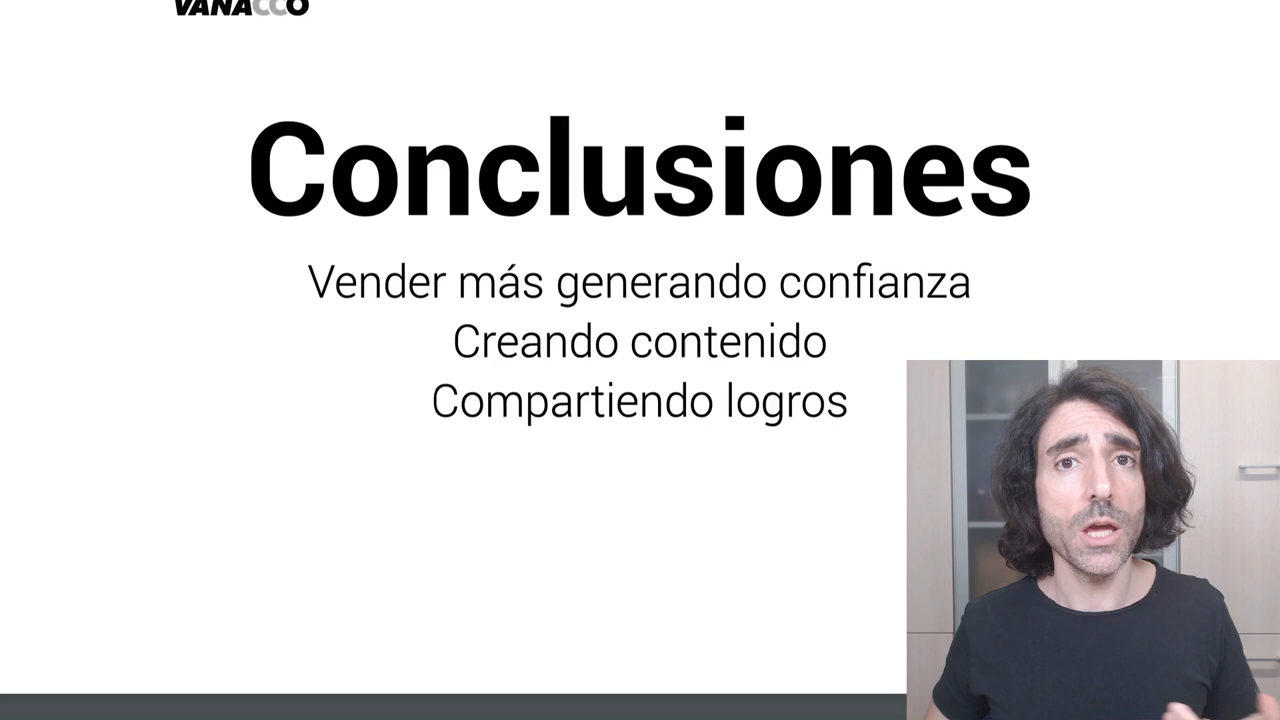 VANACCO
Conclusiones
Vender más generando confianza
Creando contenido
Compartiendo logros